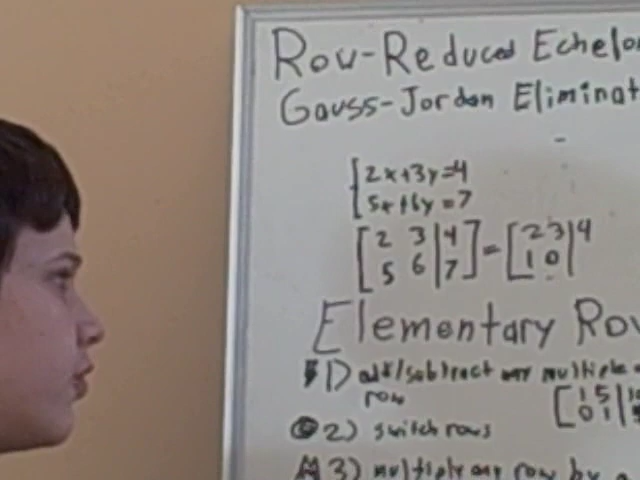 Row-Reduced Echelo
Gauss-Jordan Eliminat
2x+3y=4
5x+6y=7
[2 3|4] = [2 3|4
[5 6|7] [1 0|
Elementary Row
1) add/subtract any multiple
row
[1 5|1
[0 1|
2) switch rows
3) multiply any row by a